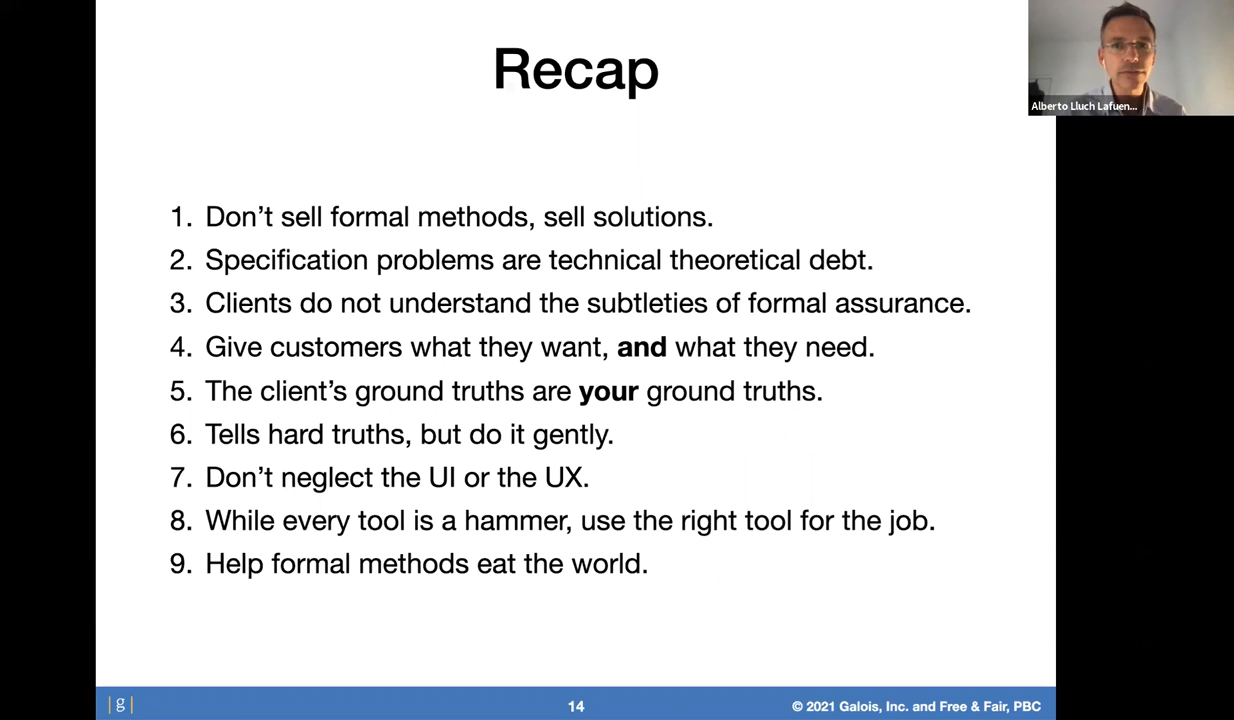 Recap
Alberto Lluch Lafuen...
1. Don’t sell formal methods, sell solutions.
2. Specification problems are technical theoretical debt.
3. Clients do not understand the subtleties of formal assurance.
4. Give customers what they want, and what they need.
5. The client’s ground truths are your ground truths.
6. Tells hard truths, but do it gently.
7. Don’t neglect the UI or the UX.
8. While every tool is a hammer, use the right tool for the job.
9. Help formal methods eat the world.
|g|
14
© 2021 Galois, Inc. and Free & Fair, PBC